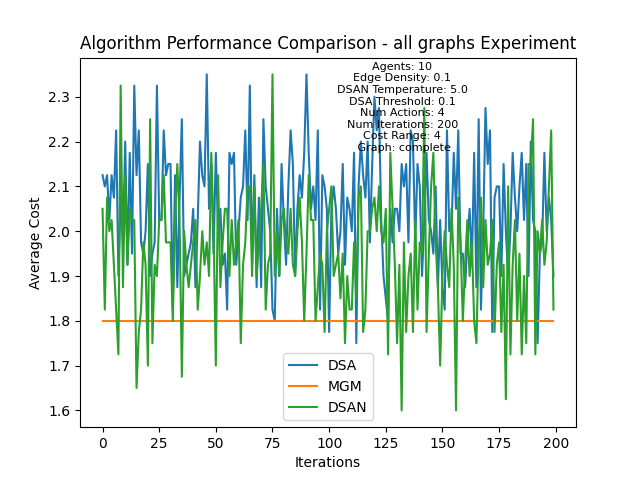 Algorithm Performance Comparison - all graphs Experiment
Agents: 10
Edge Density: 0.1
DSAN Temperature: 5.0
DSA Threshold: 0.1
Num Actions: 4
Num Iterations: 200
Cost Range: 4
Graph: complete
2.3
2.2
2.1
2.0
1.9
1.8
1.7
1.6
Average Cost
DSA
MGM
DSAN
0
25
50
75
100
125
150
175
200
Iterations